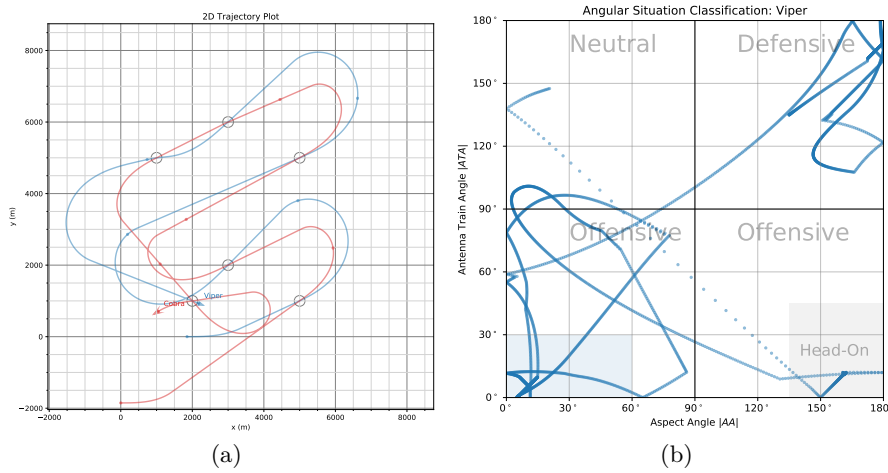 2D Trajectory Plot
8000
6000
4000
2000
0
−2000
−2000 0 2000 4000 6000 8000
y (m)
x (m)
Cobra
Viper
(a)
Angular Situation Classification: Viper
180°
150°
120°
90°
60°
30°
0°
0° 30° 60° 90° 120° 150° 180°
Antenna Train Angle |ATA|
Aspect Angle |AA|
Neutral
Defensive
Offensive
Offensive
Head-On
(b)